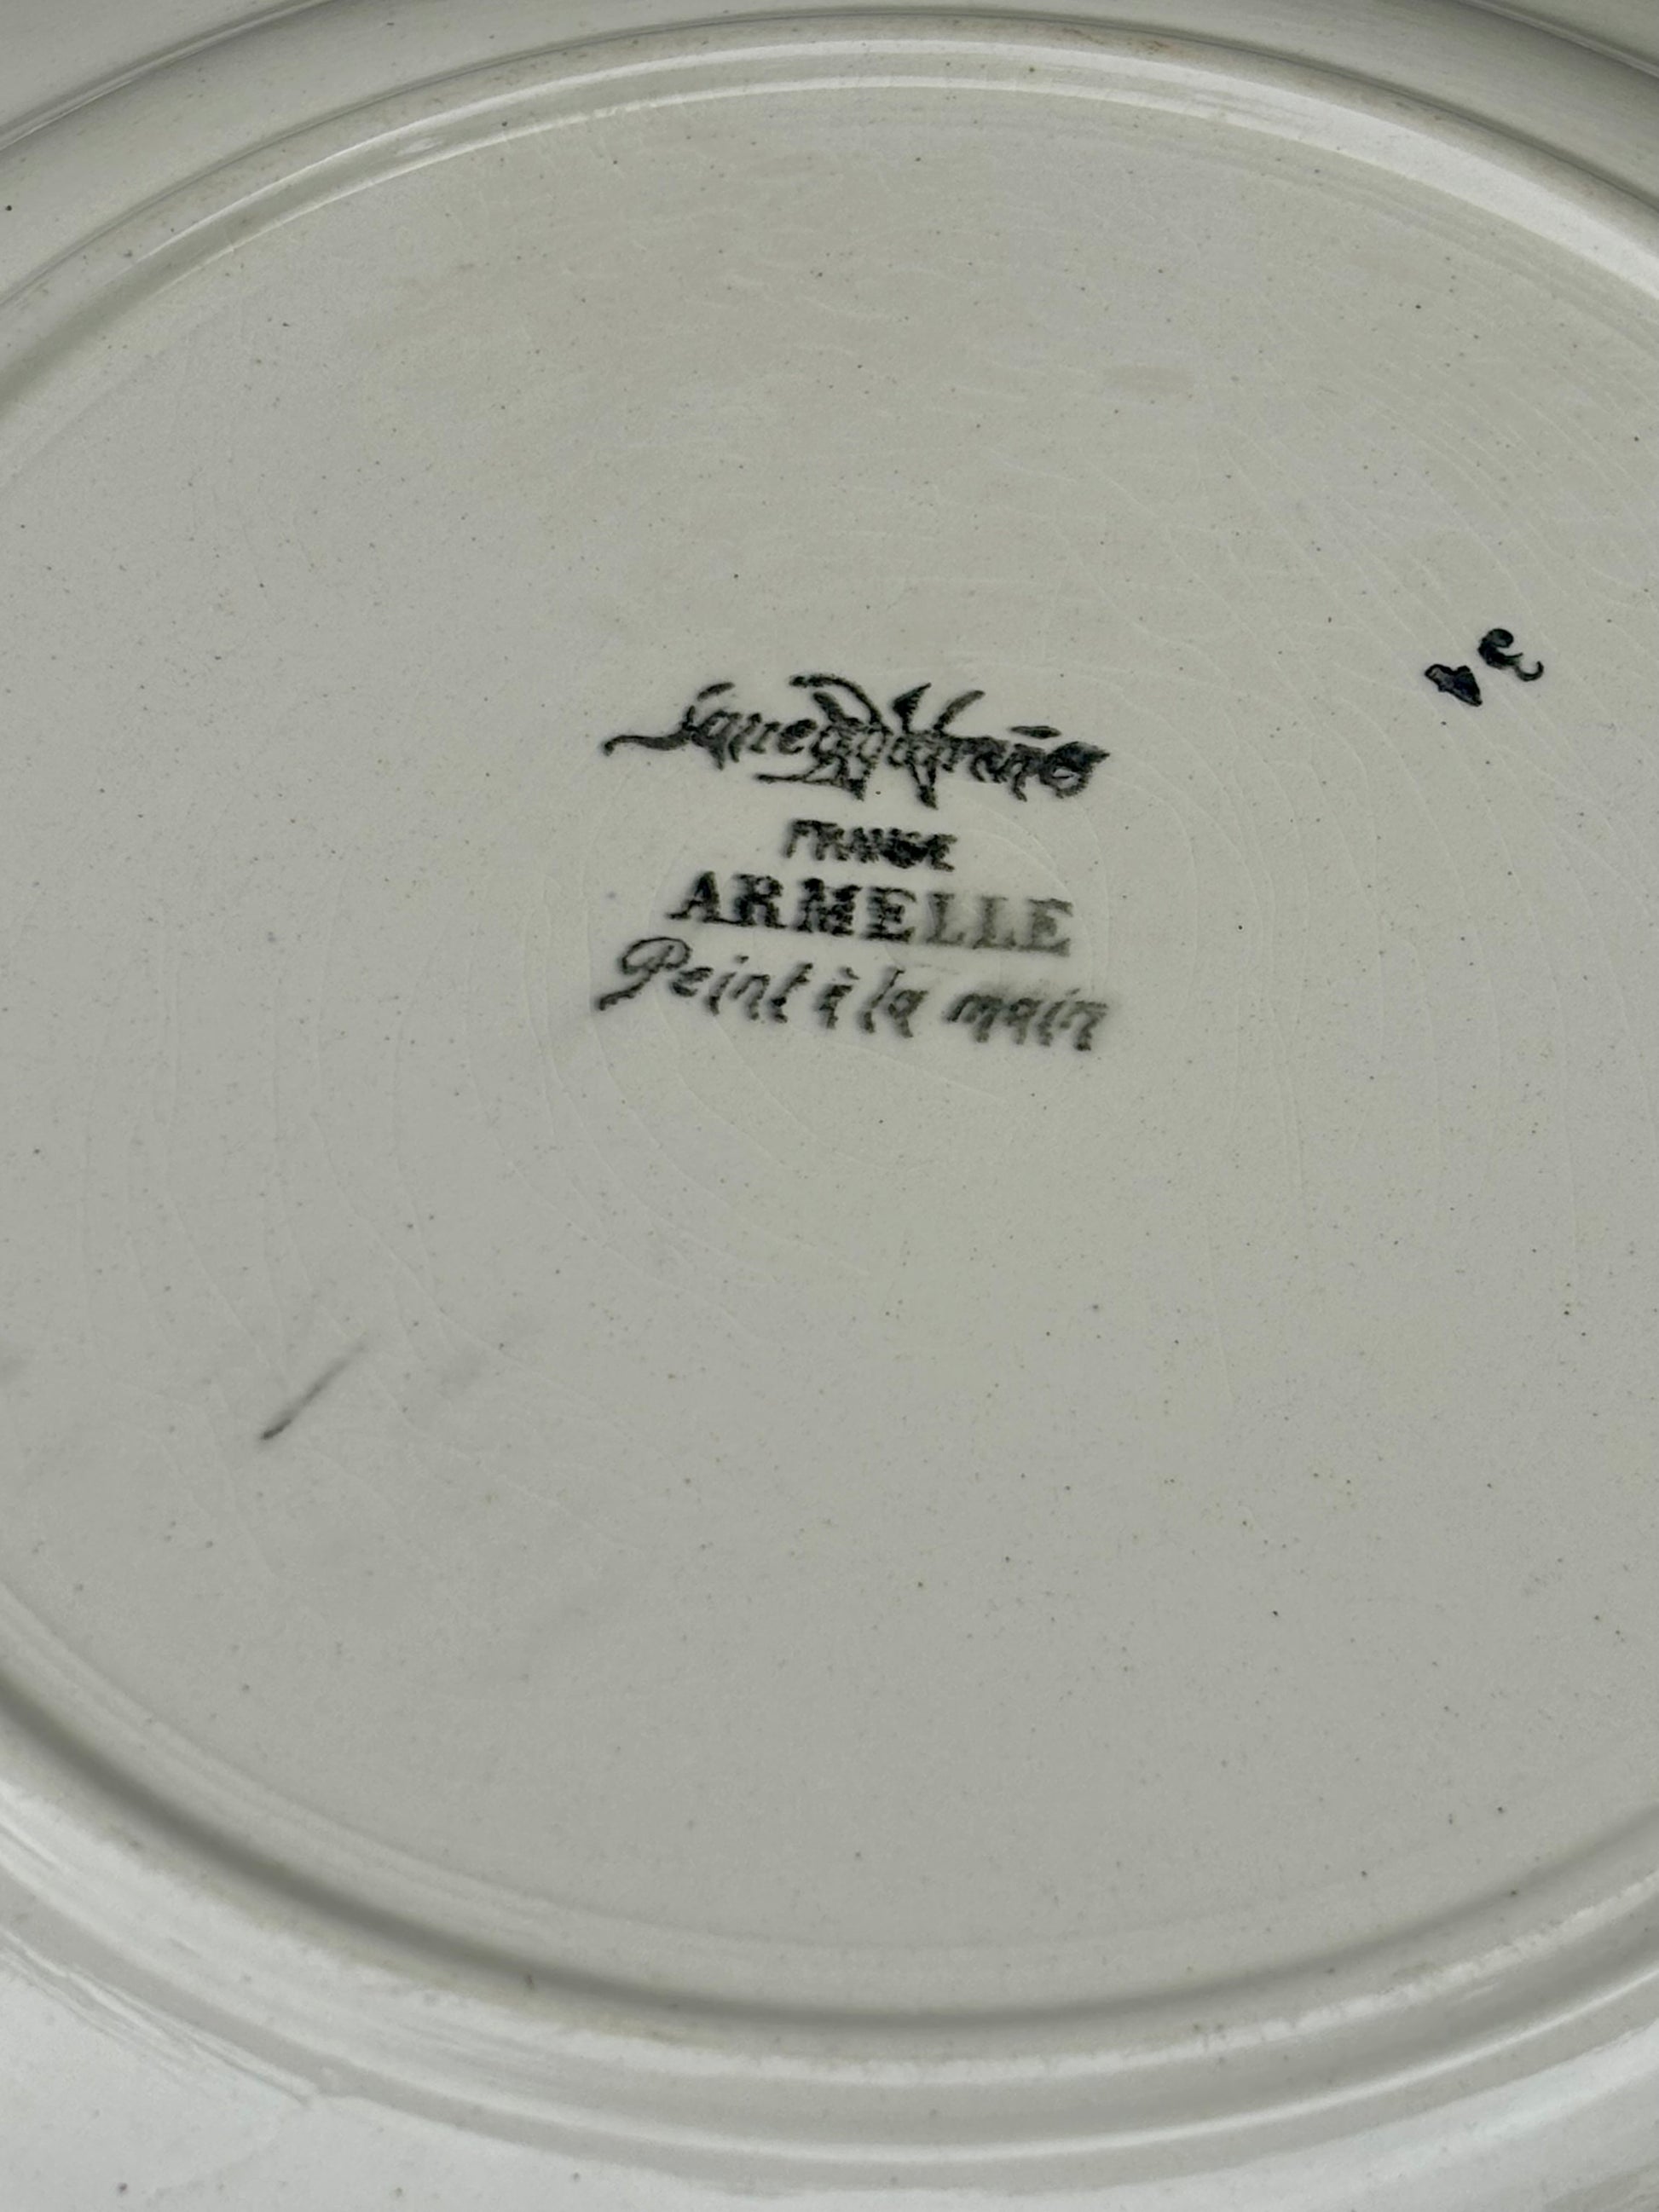 Sarreguemines
FRANCE
ARMELLE
Peint à la main